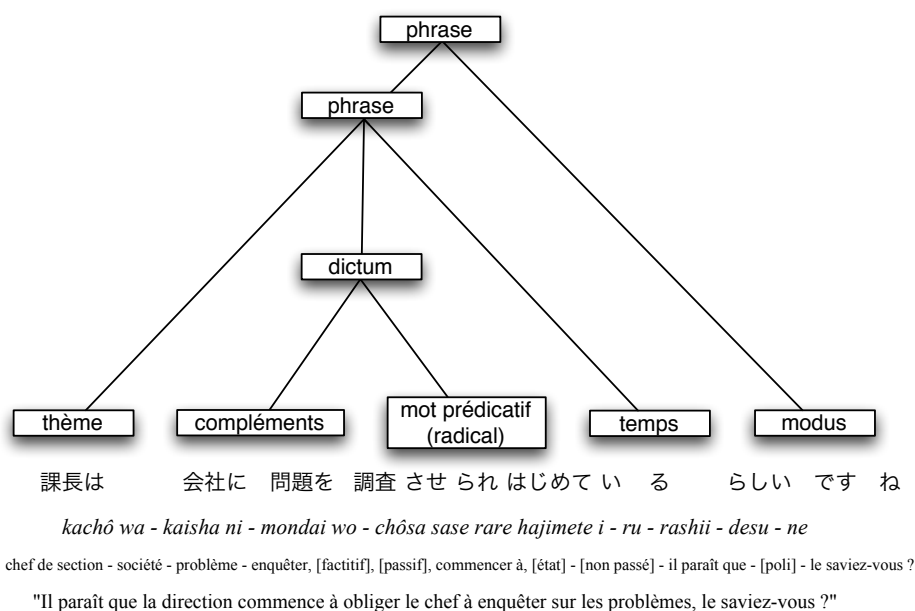 phrase
phrase
dictum
thème compléments mot prédicatif (radical) temps modus
課長は 会社に 問題を 調査 させ られ はじめて い る らしい です ね
kachô wa - kaisha ni - mondai wo - chôsa sase rare hajimete i - ru - rashii - desu - ne
chef de section - société - problème - enquêter, [factitif], [passif], commencer à, [état] - [non passé] - il paraît que - [poli] - le saviez-vous ?
"Il paraît que la direction commence à obliger le chef à enquêter sur les problèmes, le saviez-vous ?"